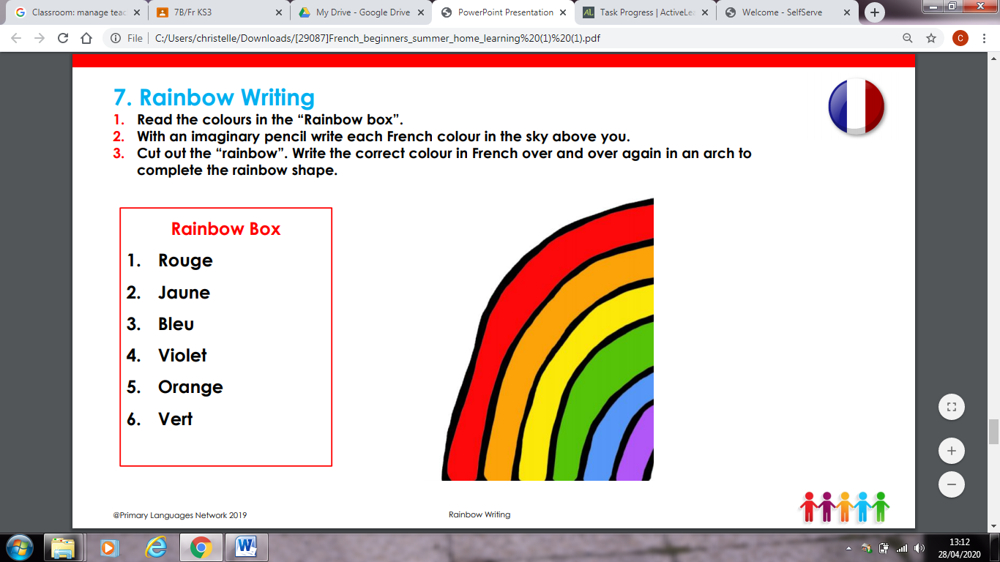 Classroom: manage teac
7B/Fr KS3
My Drive - Google Drive
PowerPoint Presentation
Task Progress | ActiveLea
Welcome - SelfServe
File
C:/Users/christelle/Downloads/[29087]French_beginners_summer_home_learning%20(1)%20(1).pdf
C
7. Rainbow Writing
1. Read the colours in the “Rainbow box”.
2. With an imaginary pencil write each French colour in the sky above you.
3. Cut out the “rainbow”. Write the correct colour in French over and over again in an arch to
complete the rainbow shape.
Rainbow Box
1. Rouge
2. Jaune
3. Bleu
4. Violet
5. Orange
6. Vert
@Primary Languages Network 2019
Rainbow Writing
13:12
28/04/2020